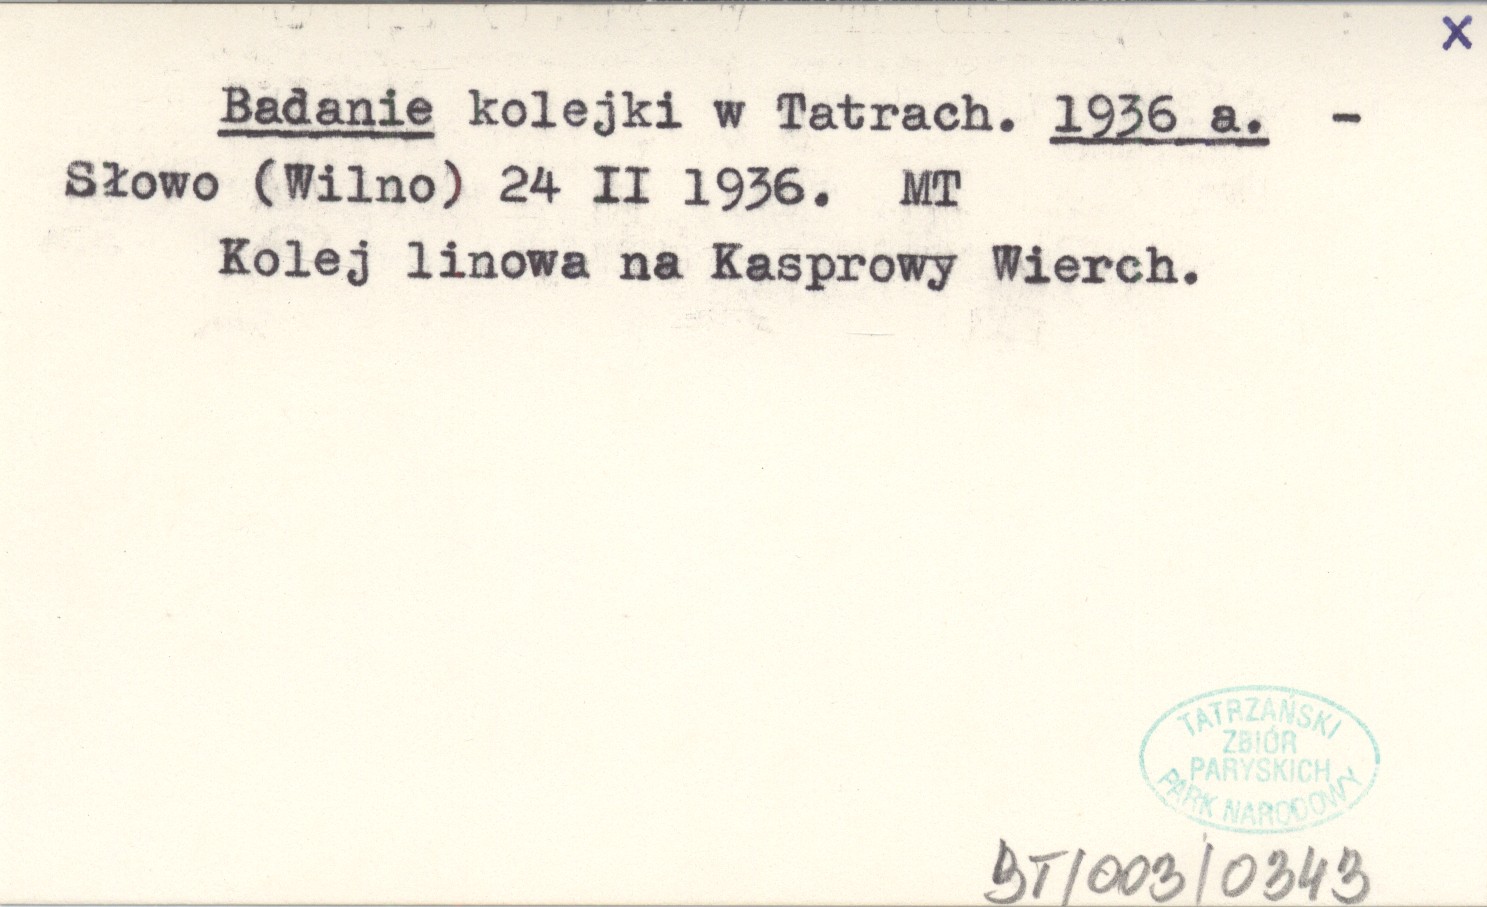 x
Badanie kolejki w Tatrach. 1936 a. -
Słowo (Wilno) 24 II 1936. MT
Kolej linowa na Kasprowy Wierch.
TATRZAŃSKI
ZBIÓR
PARYSKICH
PARK NARODOWY
BT/003/0343